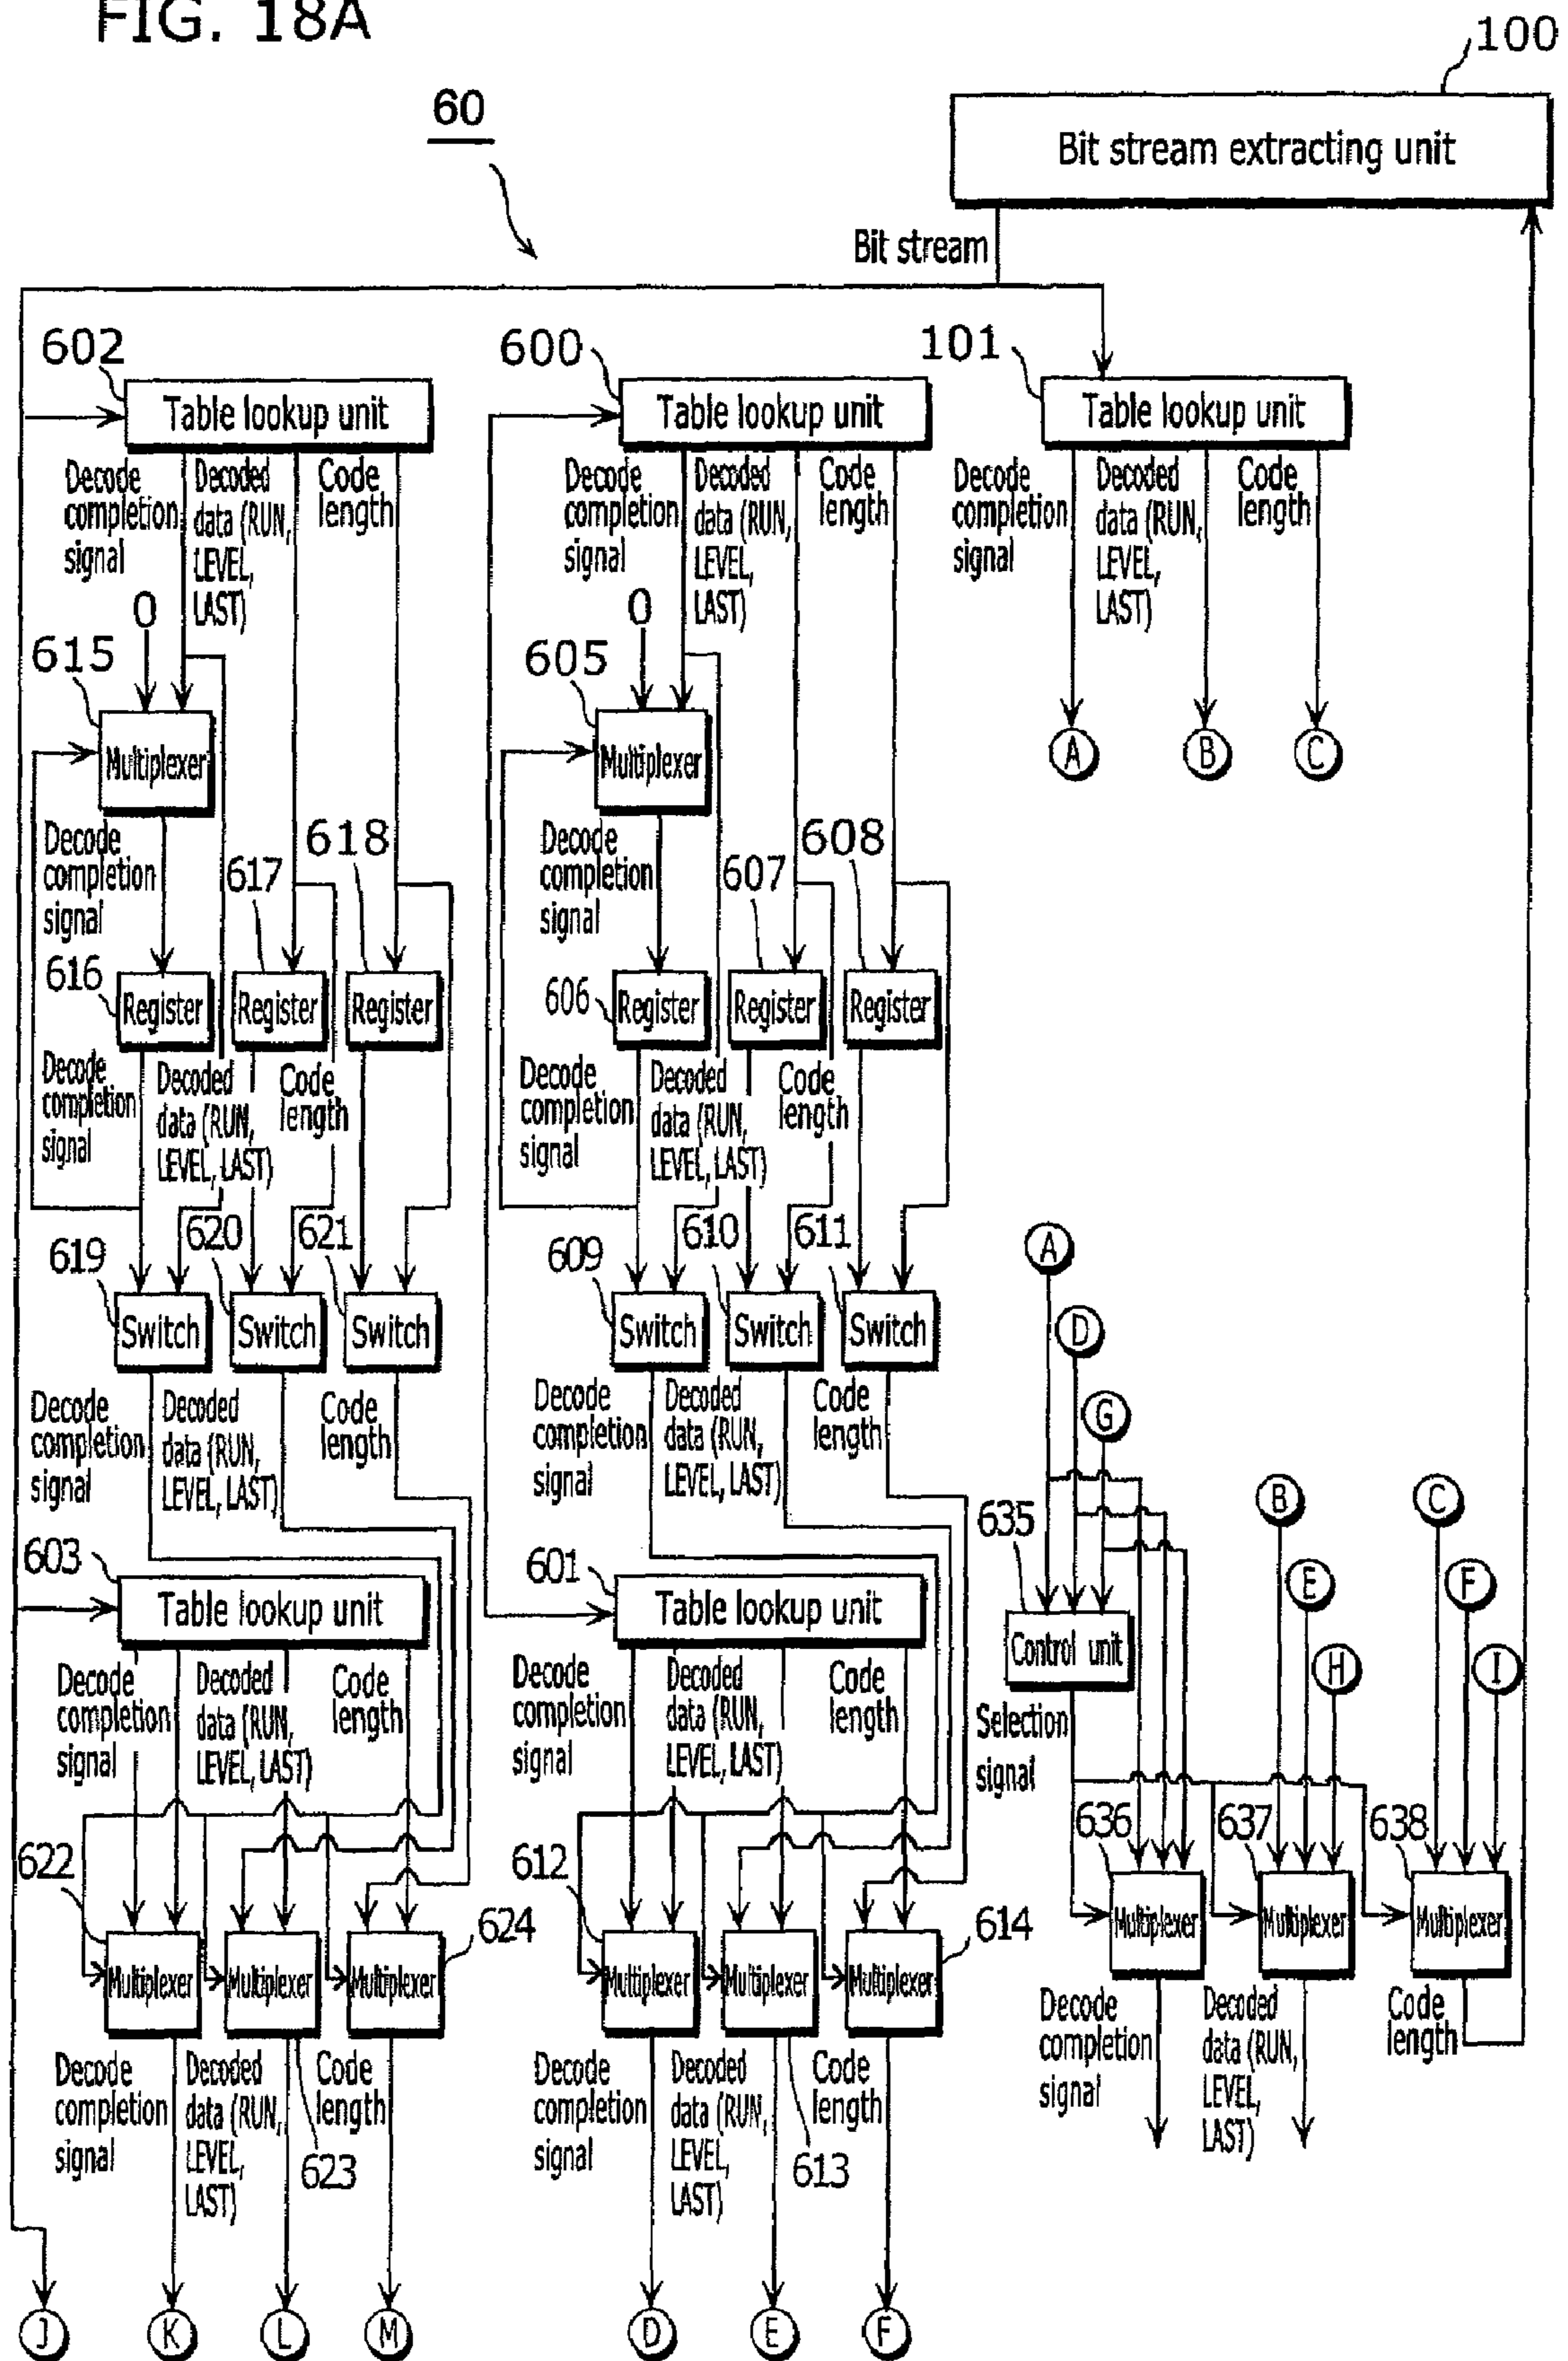 FIG. 18A
100
60
Bit stream extracting unit
Bit stream
602
600
101
Table lookup unit
Table lookup unit
Table lookup unit
Decode
completion
signal
Decoded
data (RUN,
LEVEL,
LAST)
Code
length
Decode
completion
signal
Decoded
data (RUN,
LEVEL,
LAST)
Code
length
Decode
completion
signal
Decoded
data (RUN,
LEVEL,
LAST)
Code
length
0
0
615
605
Multiplexer
Multiplexer
A
B
C
Decode
completion
signal
617
618
Decode
completion
signal
607
608
616
Register
Register
Register
606
Register
Register
Register
Decode
completion
signal
Decoded
data (RUN,
LEVEL, LAST)
Code
length
Decode
completion
signal
Decoded
data (RUN,
LEVEL, LAST)
Code
length
619
620
621
609
610
611
Switch
Switch
Switch
Switch
Switch
Switch
A
D
G
Decode
completion
signal
Decoded
data (RUN,
LEVEL, LAST)
Code
length
Decode
completion
signal
Decoded
data (RUN,
LEVEL, LAST)
Code
length
635
B
C
E
F
H
I
603
601
Table lookup unit
Table lookup unit
Control unit
Decode
completion
signal
Decoded
data (RUN,
LEVEL, LAST)
Code
length
Decode
completion
signal
Decoded
data (RUN,
LEVEL, LAST)
Code
length
Selection
signal
636
637
638
622
612
624
614
Multiplexer
Multiplexer
Multiplexer
Multiplexer
Multiplexer
Multiplexer
Multiplexer
Multiplexer
Multiplexer
Decode
completion
signal
Decoded
data (RUN,
LEVEL,
LAST)
Code
length
Decode
completion
signal
Decoded
data (RUN,
LEVEL,
LAST)
Code
length
623
Decode
completion
signal
Decoded
data (RUN,
LEVEL,
LAST)
Code
length
613
J
K
L
M
D
E
F